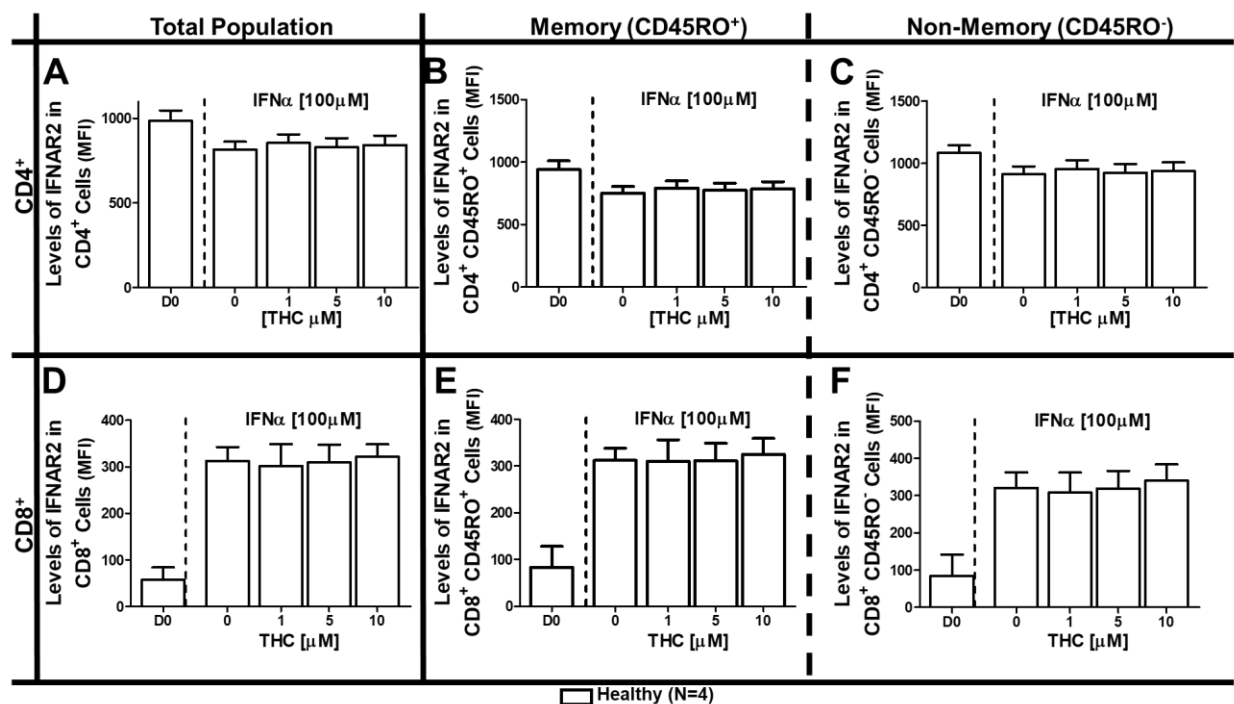 Total Population
Memory (CD45RO⁺)
Non-Memory (CD45RO⁻)
CD4⁺
A
Levels of IFNAR2 in
CD4⁺ Cells (MFI)
1000
500
0
IFNα [100μM]
D0 0 1 5 10
[THC μM]
B
Levels of IFNAR2 in
CD4⁺ CD45RO⁺ Cells (MFI)
1500
1000
500
0
IFNα [100μM]
D0 0 1 5 10
[THC μM]
C
Levels of IFNAR2 in
CD4⁺ CD45RO⁻ Cells (MFI)
1500
1000
500
0
IFNα [100μM]
D0 0 1 5 10
[THC μM]
CD8⁺
D
Levels of IFNAR2 in
CD8⁺ Cells (MFI)
400
300
200
100
0
IFNα [100μM]
D0 0 1 5 10
THC [μM]
E
Levels of IFNAR2 in
CD8⁺ CD45RO⁺ Cells (MFI)
400
300
200
100
0
IFNα [100μM]
D0 0 1 5 10
THC [μM]
F
Levels of IFNAR2 in
CD8⁺ CD45RO⁻ Cells (MFI)
500
400
300
200
100
0
IFNα [100μM]
D0 0 1 5 10
THC [μM]
Healthy (N=4)